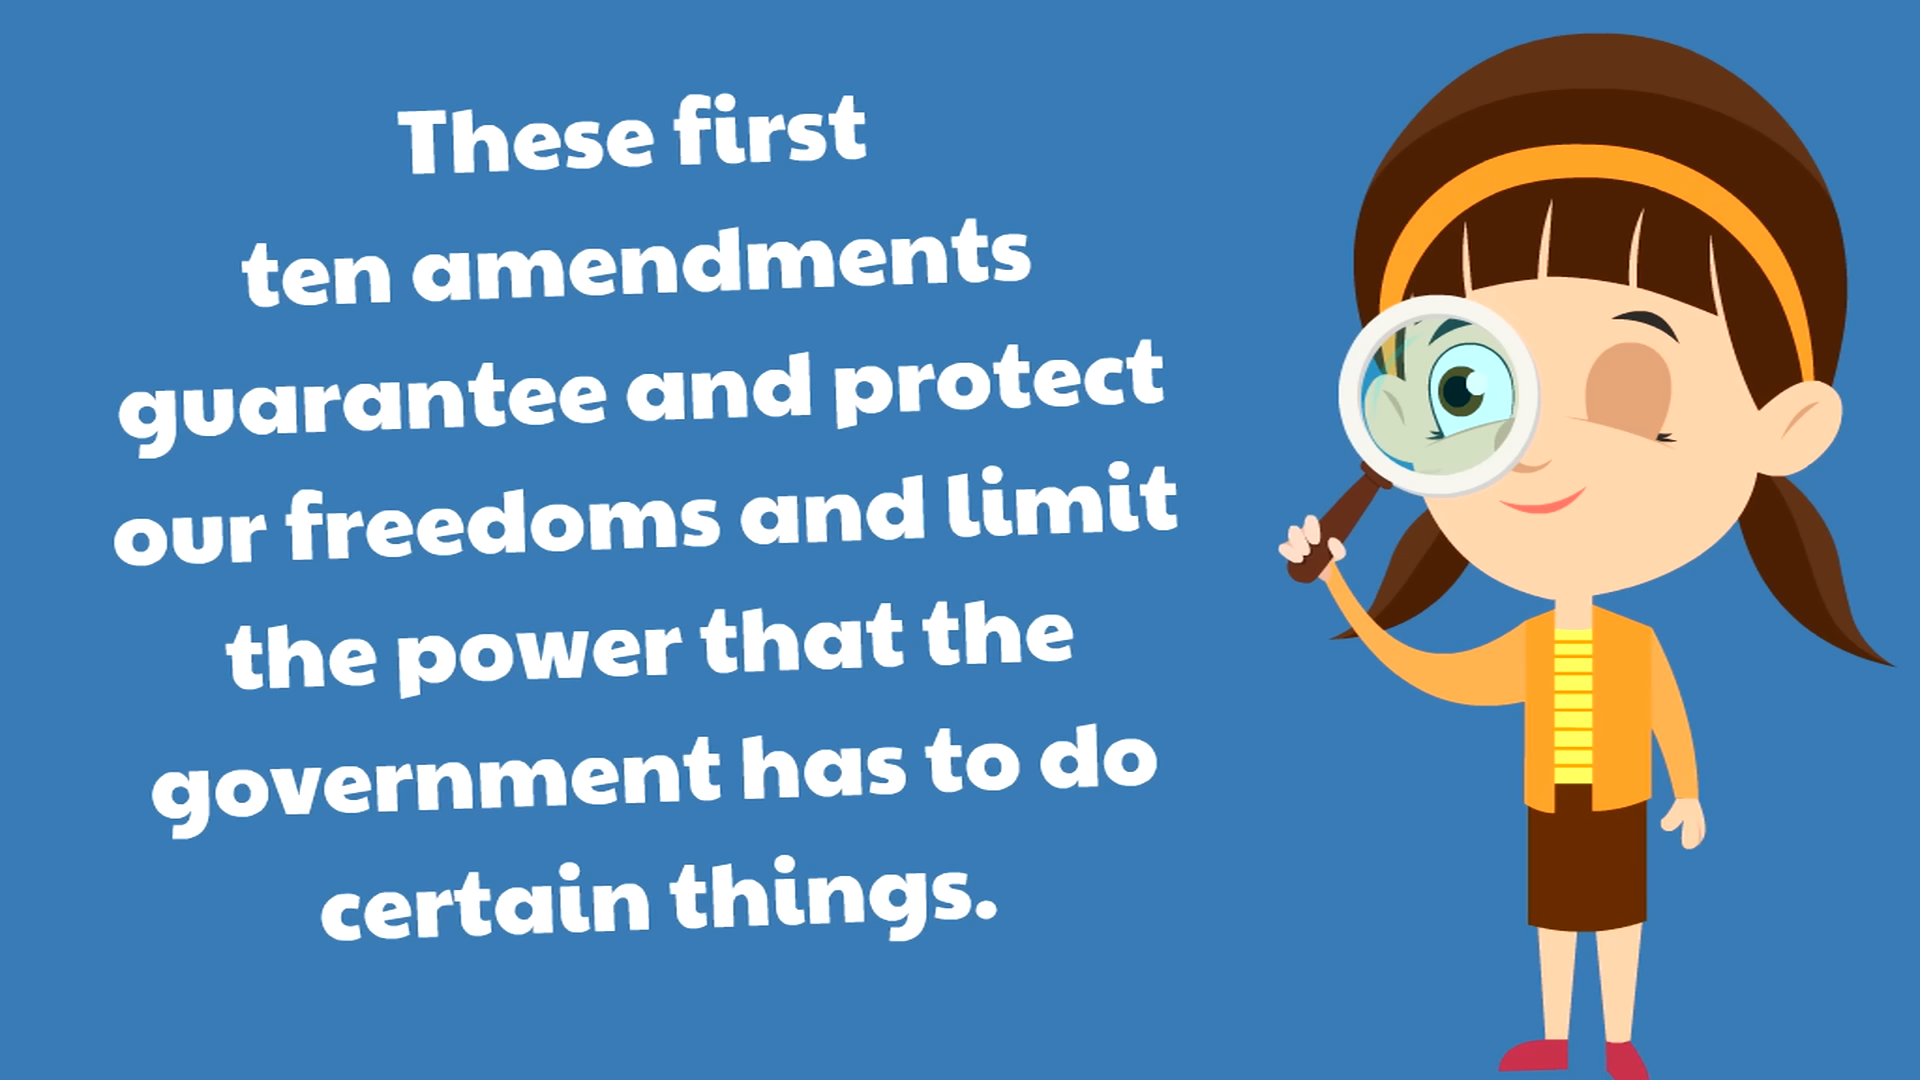 These first
ten amendments
guarantee and protect
our freedoms and limit
the power that the
government has to do
certain things.